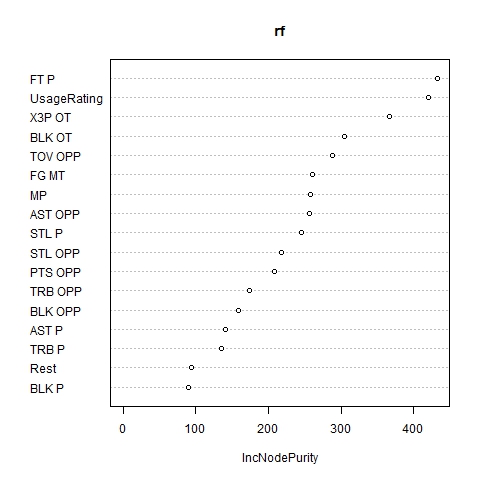 rf
FT P
UsageRating
X3P OT
BLK OT
TOV OPP
FG MT
MP
AST OPP
STL P
STL OPP
PTS OPP
TRB OPP
BLK OPP
AST P
TRB P
Rest
BLK P
0 100 200 300 400
IncNodePurity